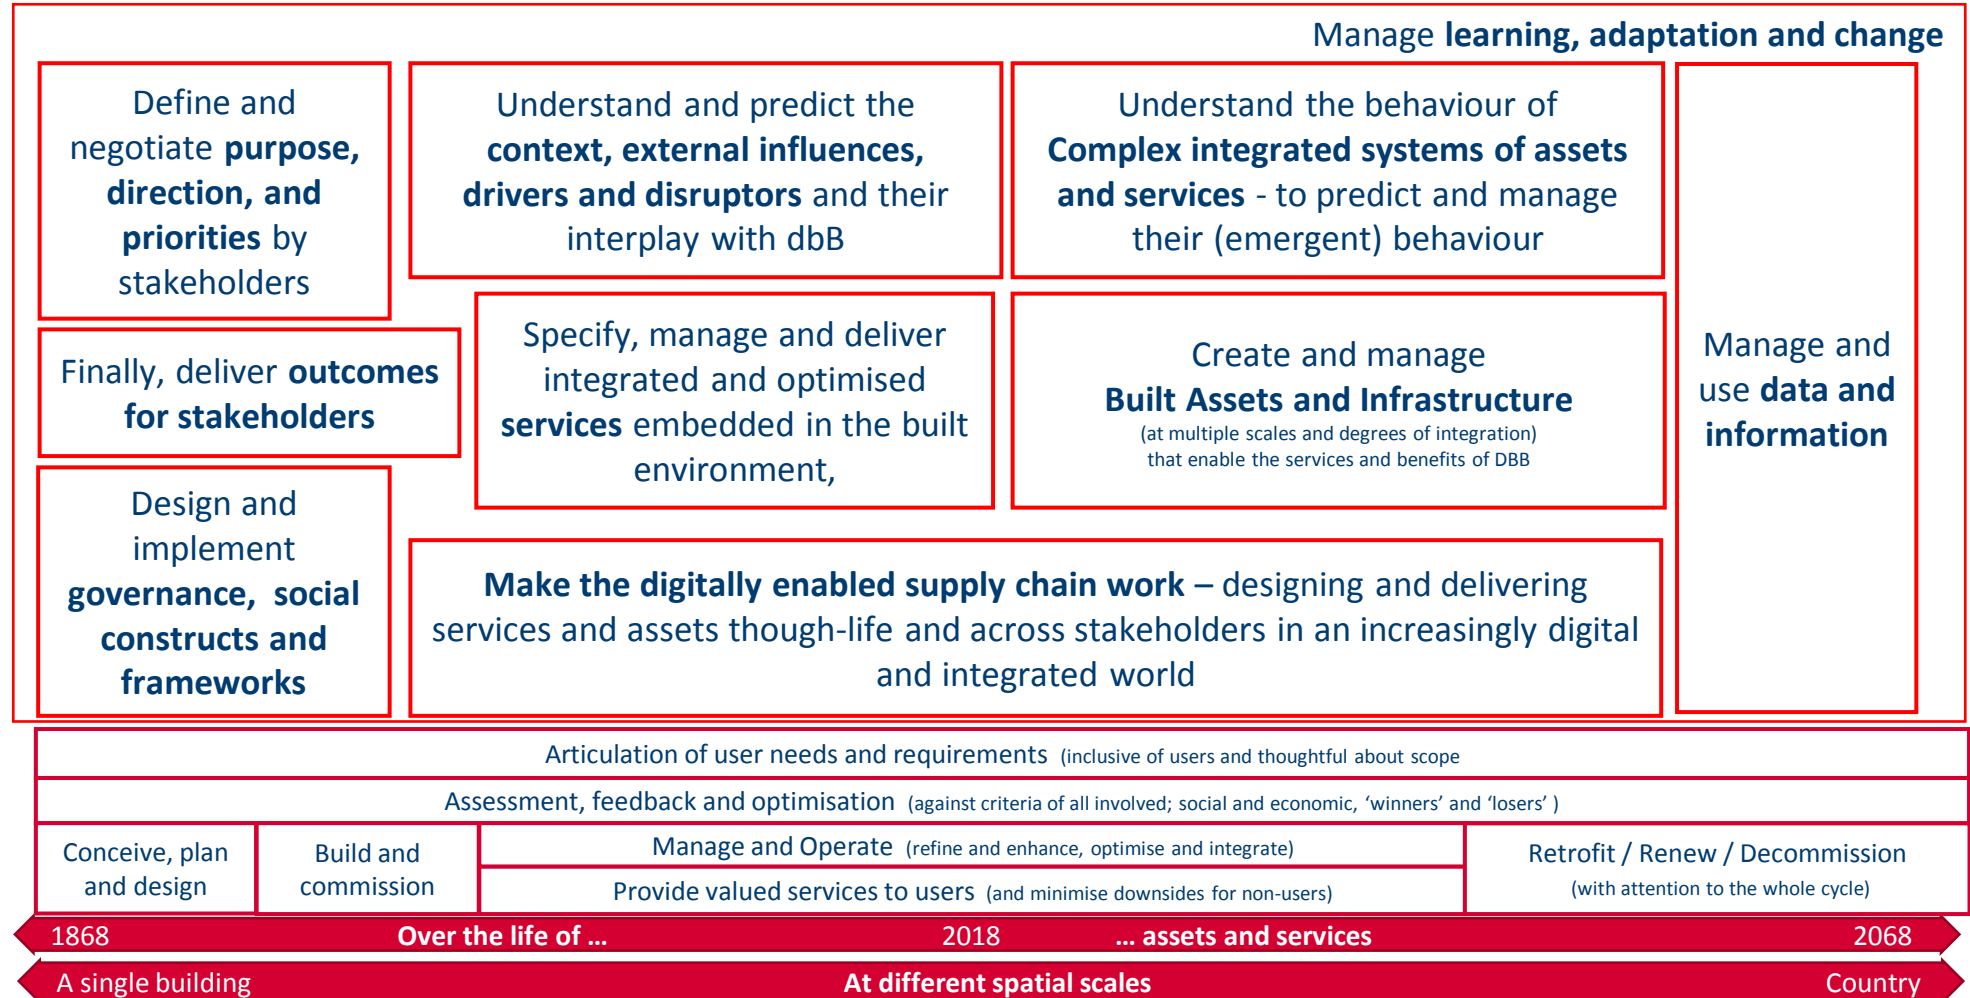 Manage learning, adaptation and change
Define and
negotiate purpose,
direction, and
priorities by
stakeholders
Understand and predict the
context, external influences,
drivers and disruptors and their
interplay with dbB
Understand the behaviour of
Complex integrated systems of assets
and services - to predict and manage
their (emergent) behaviour
Manage and
use data and
information
Finally, deliver outcomes
for stakeholders
Specify, manage and deliver
integrated and optimised
services embedded in the built
environment,
Create and manage
Built Assets and Infrastructure
(at multiple scales and degrees of integration)
that enable the services and benefits of DBB
Design and
implement
governance, social
constructs and
frameworks
Make the digitally enabled supply chain work – designing and delivering
services and assets though-life and across stakeholders in an increasingly digital
and integrated world
Articulation of user needs and requirements (inclusive of users and thoughtful about scope
Assessment, feedback and optimisation (against criteria of all involved; social and economic, ‘winners’ and ‘losers’ )
Conceive, plan
and design
Build and
commission
Manage and Operate (refine and enhance, optimise and integrate)
Provide valued services to users (and minimise downsides for non-users)
Retrofit / Renew / Decommission
(with attention to the whole cycle)
1868 Over the life of ... 2018 ... assets and services 2068
A single building At different spatial scales Country